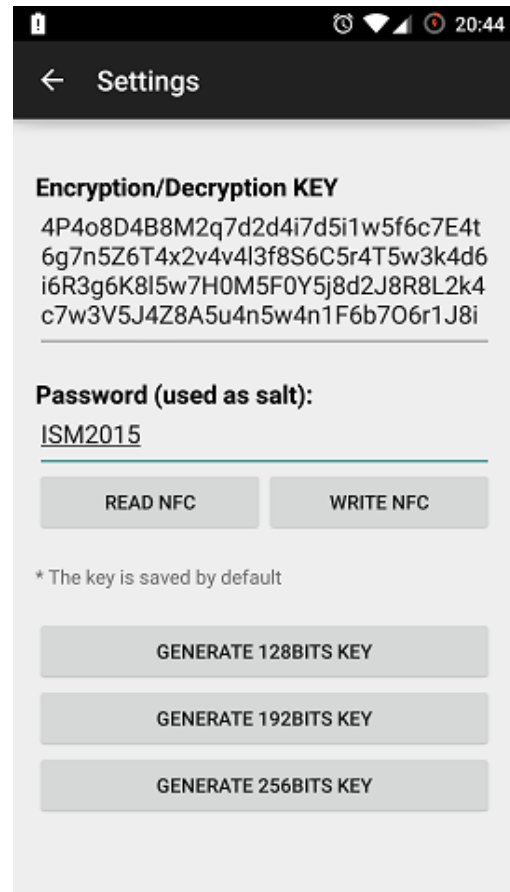 20:44
Settings
Encryption/Decryption KEY
4P4o8D4B8M2q7d2d4i7d5i1w5f6c7E4t
6g7n5Z6T4x2v4v4l3f8S6C5r4T5w3k4d6
i6R3g6K8l5w7H0M5F0Y5j8d2J8R8L2k4
c7w3V5J4Z8A5u4n5w4n1F6b7O6r1J8i
Password (used as salt):
ISM2015
READ NFC WRITE NFC
* The key is saved by default
GENERATE 128BITS KEY
GENERATE 192BITS KEY
GENERATE 256BITS KEY